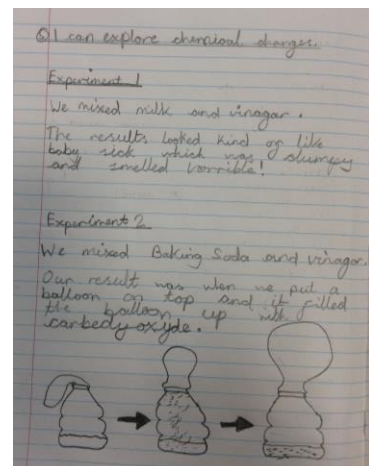 I can explore chemical changes.
Experiment 1
We mixed milk and vinagar.
The results looked kind of like
baby sick which was slumpy
and smelled horrible!
Experiment 2
We mixed Baking Soda and vinagar.
Our result was when we put a
balloon on top and it filled
the balloon up with
carbedy oxyde.